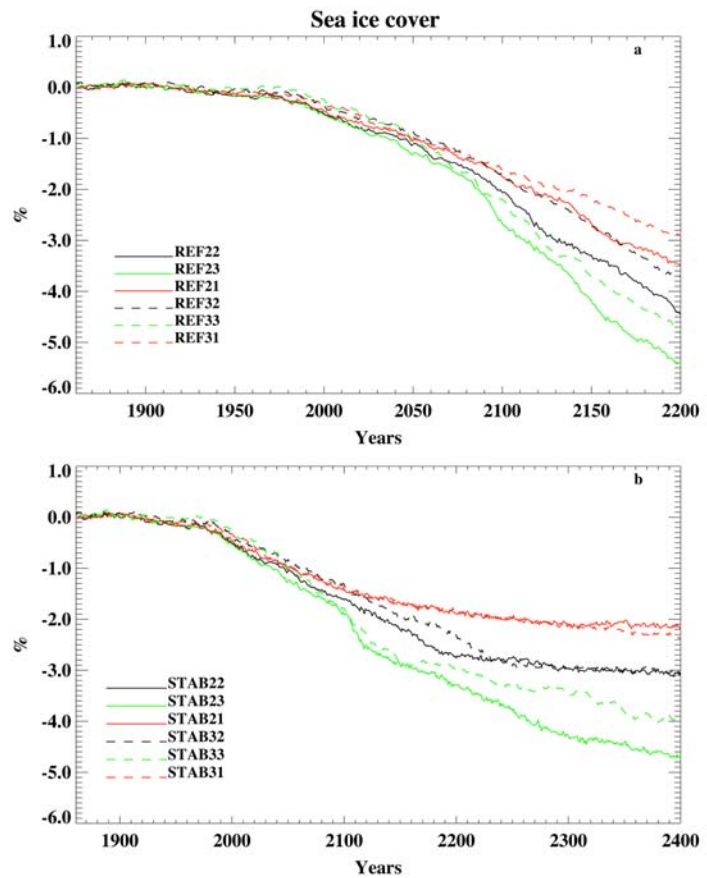 Sea ice cover
a
1.0
0.0
-1.0
-2.0
-3.0
-4.0
-5.0
-6.0
%
REF22
REF23
REF21
REF32
REF33
REF31
1900 1950 2000 2050 2100 2150 2200
Years
b
1.0
0.0
-1.0
-2.0
-3.0
-4.0
-5.0
-6.0
%
STAB22
STAB23
STAB21
STAB32
STAB33
STAB31
1900 2000 2100 2200 2300 2400
Years